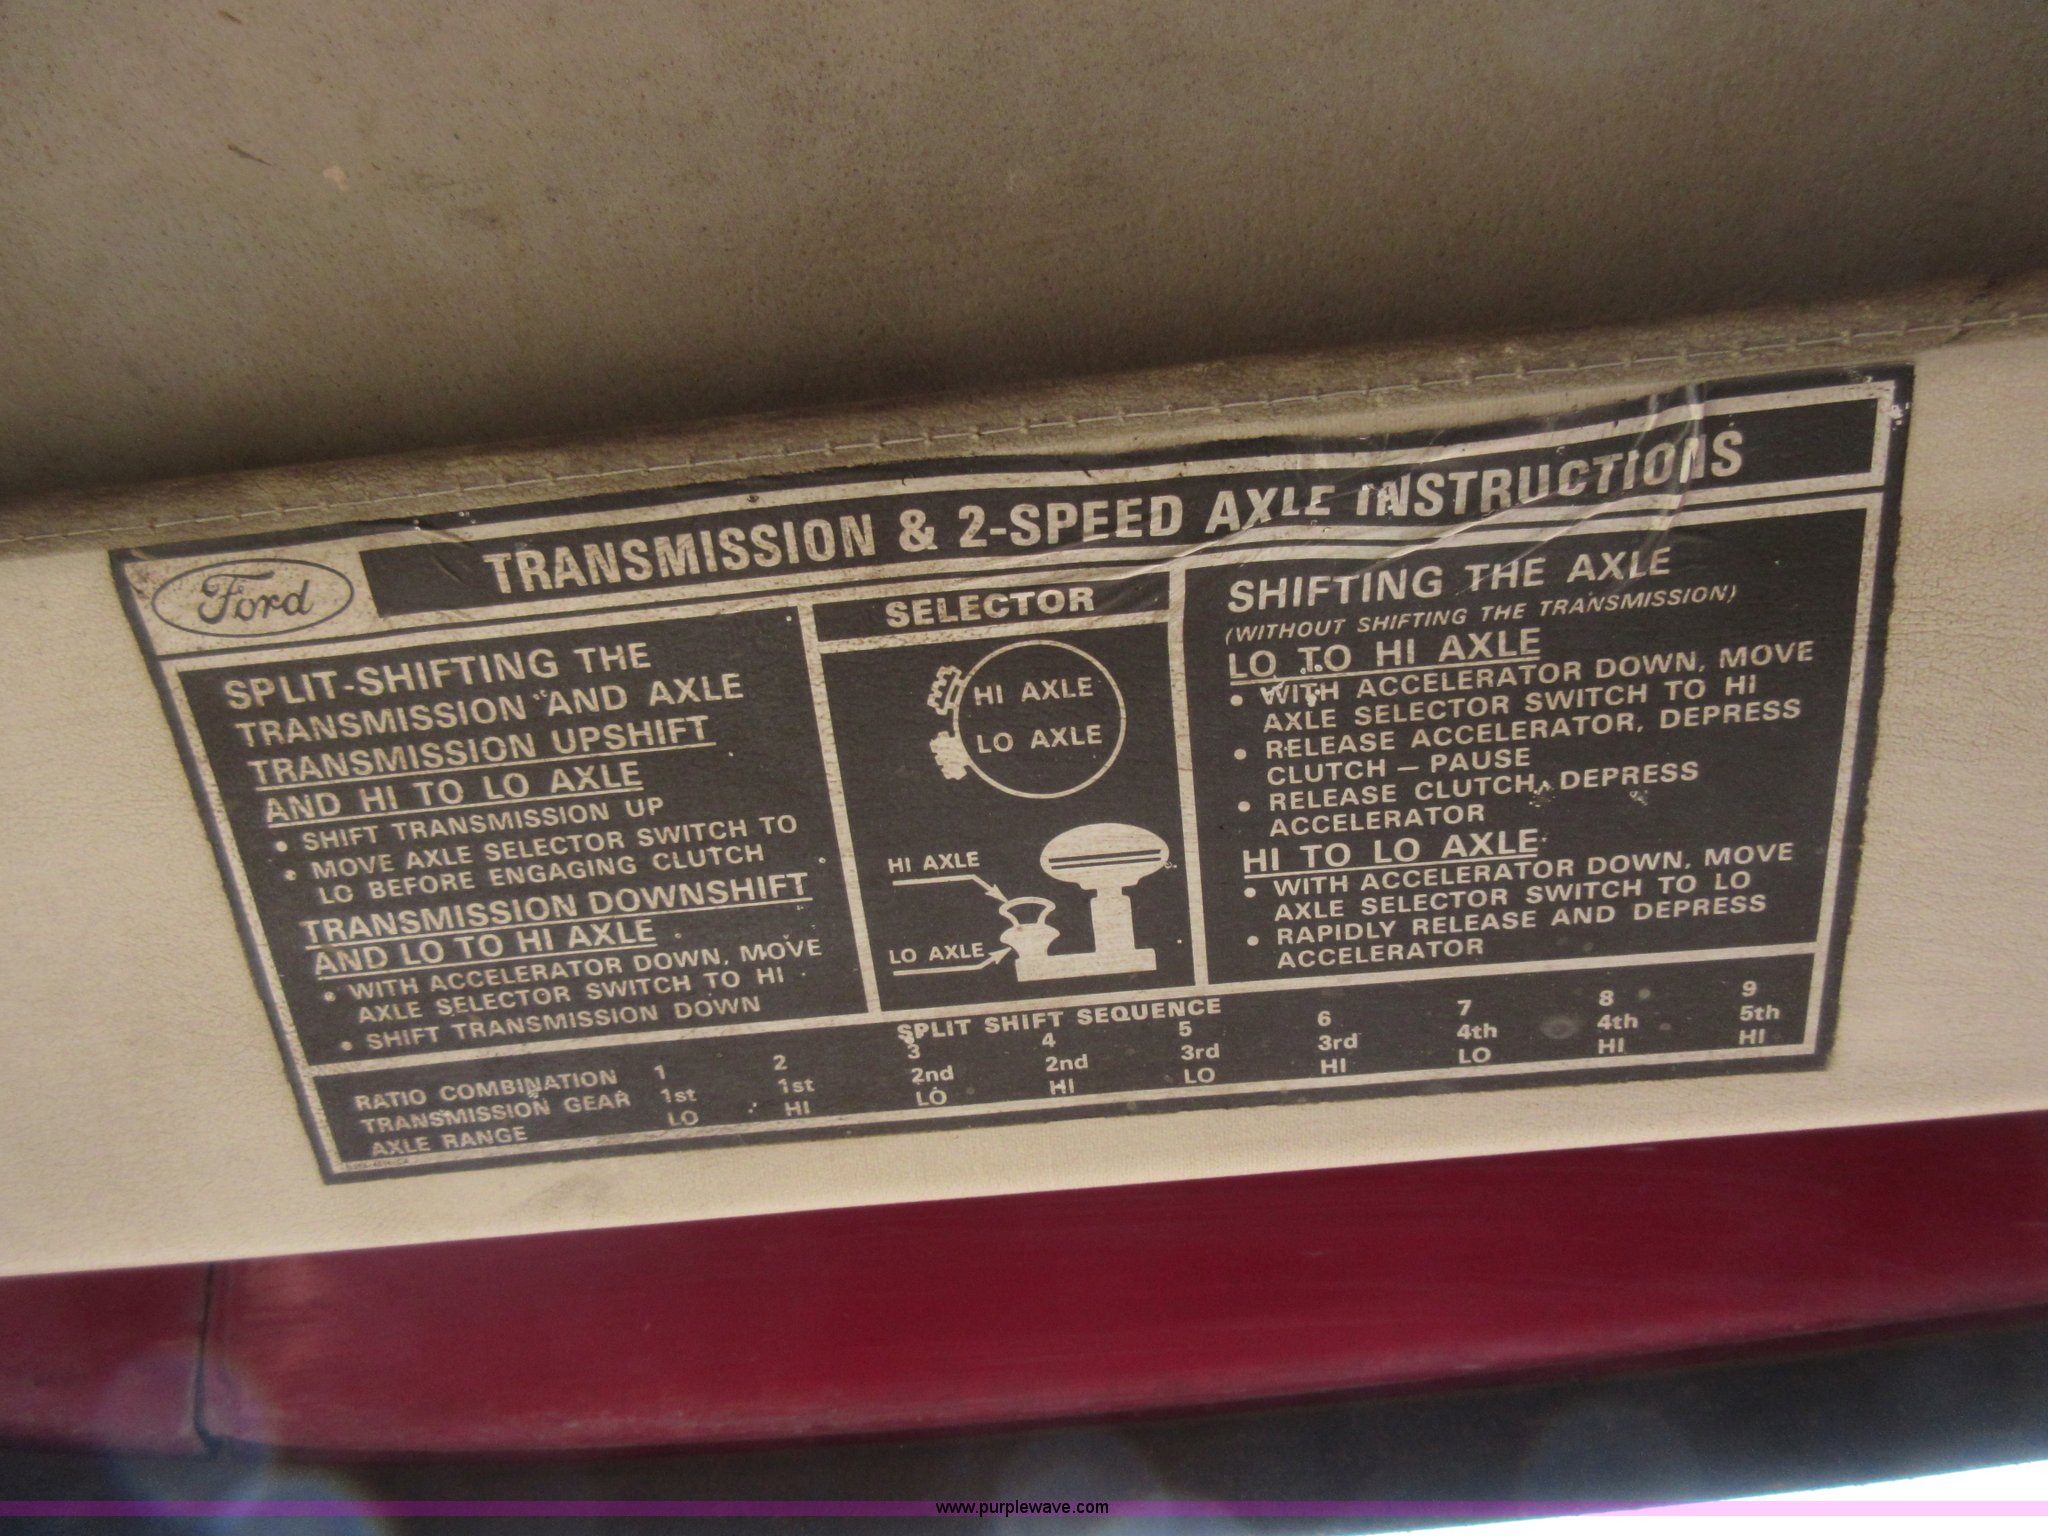 Ford
TRANSMISSION & 2-SPEED AXLE INSTRUCTIONS
SPLIT-SHIFTING THE
TRANSMISSION AND AXLE
TRANSMISSION UPSHIFT
AND HI TO LO AXLE
• SHIFT TRANSMISSION UP
• MOVE AXLE SELECTOR SWITCH TO
LO BEFORE ENGAGING CLUTCH
TRANSMISSION DOWNSHIFT
AND LO TO HI AXLE
• WITH ACCELERATOR DOWN, MOVE
AXLE SELECTOR SWITCH TO HI
• SHIFT TRANSMISSION DOWN
SELECTOR
HI AXLE
LO AXLE
HI AXLE
LO AXLE
SHIFTING THE AXLE
(WITHOUT SHIFTING THE TRANSMISSION)
LO TO HI AXLE
• WITH ACCELERATOR DOWN, MOVE
AXLE SELECTOR SWITCH TO HI
• RELEASE ACCELERATOR, DEPRESS
CLUTCH — PAUSE
• RELEASE CLUTCH, DEPRESS
ACCELERATOR
HI TO LO AXLE
• WITH ACCELERATOR DOWN, MOVE
AXLE SELECTOR SWITCH TO LO
• RAPIDLY RELEASE AND DEPRESS
ACCELERATOR
SPLIT SHIFT SEQUENCE
RATIO COMBINATION 1 2 3 4 5 6 7 8 9
TRANSMISSION GEAR 1st 1st 2nd 2nd 3rd 3rd 4th 4th 5th
AXLE RANGE LO HI LO HI LO HI LO HI HI
www.purplewave.com